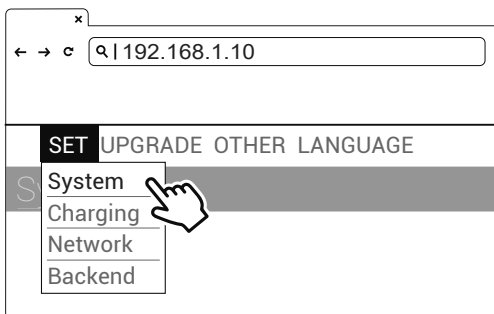 192.168.1.10
SET UPGRADE OTHER LANGUAGE
System
Charging
Network
Backend